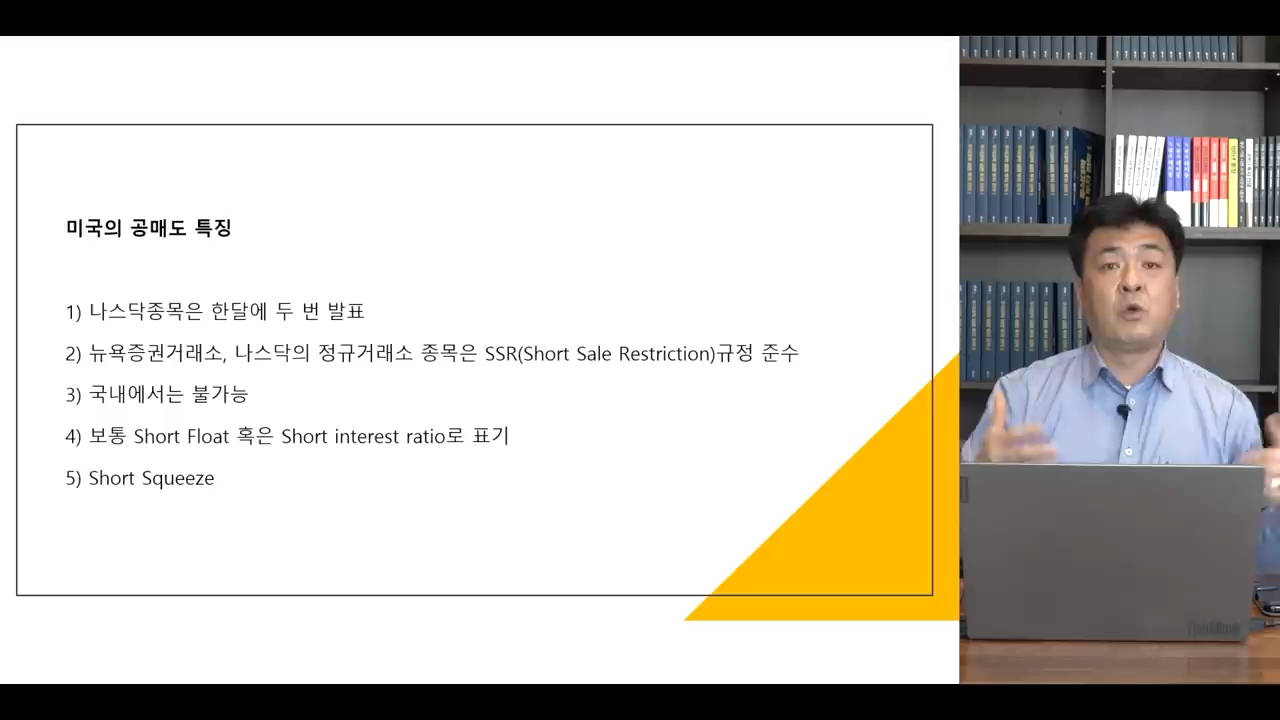 미국의 공매도 특징
1) 나스닥종목은 한달에 두 번 발표
2) 뉴욕증권거래소, 나스닥의 정규거래소 종목은 SSR(Short Sale Restriction)규정 준수
3) 국내에서는 불가능
4) 보통 Short Float 혹은 Short interest ratio로 표기
5) Short Squeeze